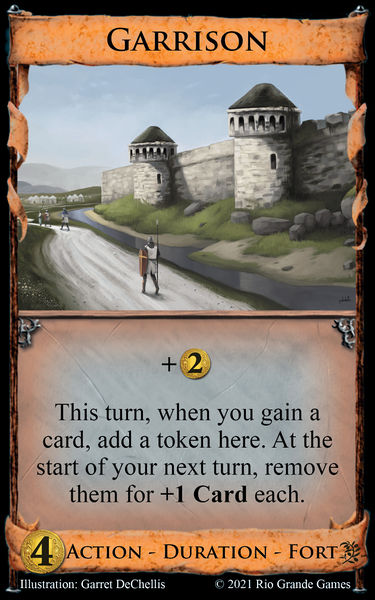 GARRISON
+2
This turn, when you gain a
card, add a token here. At the
start of your next turn, remove
them for +1 Card each.
4 ACTION - DURATION - FORT
Illustration: Garret DeChellis © 2021 Rio Grande Games